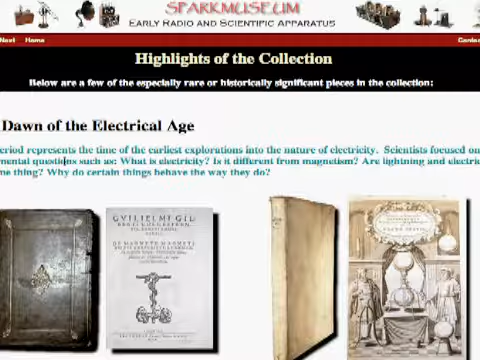 SPARKMUSEUM
EARLY RADIO AND SCIENTIFIC APPARATUS
Next Home
Highlights of the Collection
Below are a few of the especially rare or historically significant pieces in the collection:
Dawn of the Electrical Age
eriod represents the time of the earliest explorations into the nature of electricity. Scientists focused on
mental questions such as: What is electricity? Is it different from magnetism? Are lightning and electric
me thing? Why do certain things behave the way they do?
GVILIELMI GIL